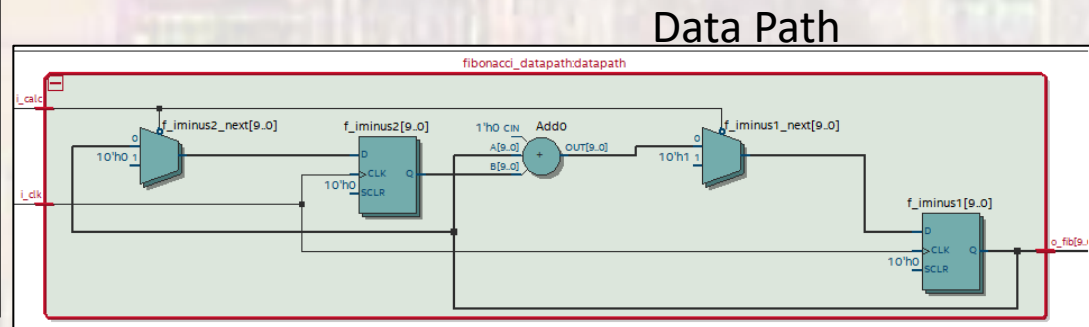 Data Path
fibonacci_datapath:datapath
i_calc
f_iminus2_next[9..0]
0
10'h0 1
f_iminus2[9..0]
D
CLK Q
10'h0
SCLR
1'h0 CIN Add0
A[9..0] + OUT[9..0]
B[9..0]
f_iminus1_next[9..0]
0
10'h1 1
i_clk
f_iminus1[9..0]
D
CLK Q
10'h0
SCLR
o_fib[9..